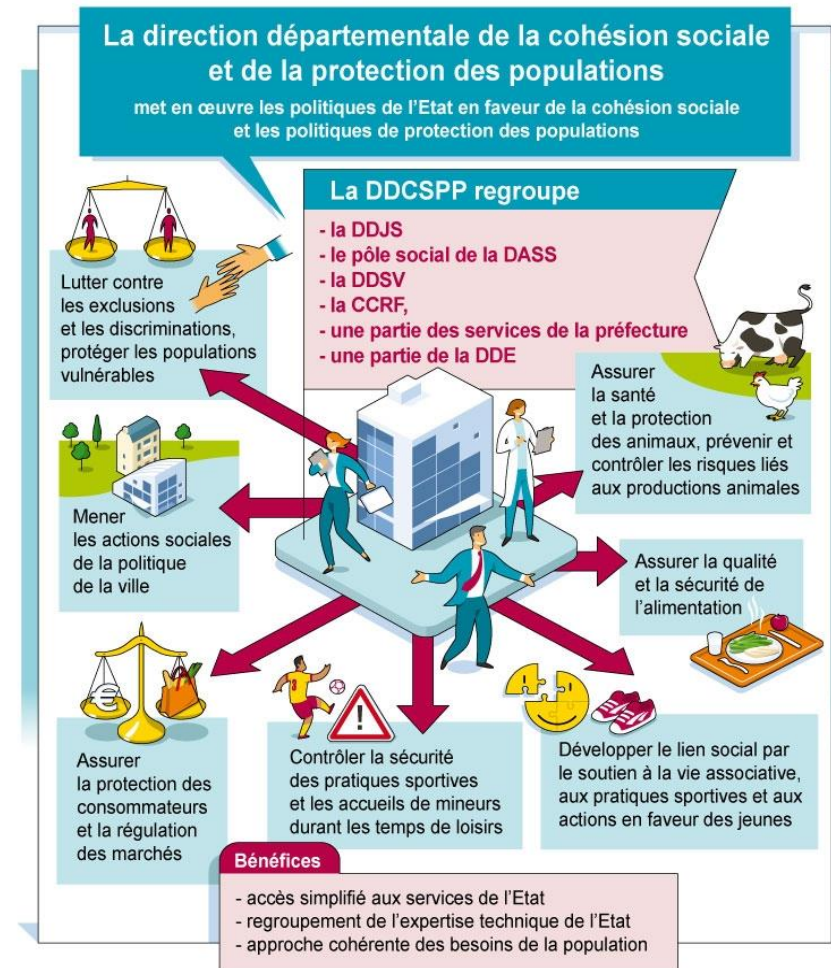 La direction départementale de la cohésion sociale
et de la protection des populations
met en œuvre les politiques de l'Etat en faveur de la cohésion sociale
et les politiques de protection des populations
La DDCSPP regroupe
- la DDJS
- le pôle social de la DASS
- la DDSV
- la CCRF,
- une partie des services de la préfecture
- une partie de la DDE
Lutter contre
les exclusions
et les discriminations,
protéger les populations
vulnérables
Assurer
la santé
et la protection
des animaux, prévenir et
contrôler les risques liés
aux productions animales
Mener
les actions sociales
de la politique
de la ville
Assurer la qualité
et la sécurité de
l'alimentation
€
Assurer
la protection des
consommateurs
et la régulation
des marchés
!
Contrôler la sécurité
des pratiques sportives
et les accueils de mineurs
durant les temps de loisirs
Développer le lien social par
le soutien à la vie associative,
aux pratiques sportives et aux
actions en faveur des jeunes
Bénéfices
- accès simplifié aux services de l'Etat
- regroupement de l'expertise technique de l'Etat
- approche cohérente des besoins de la population